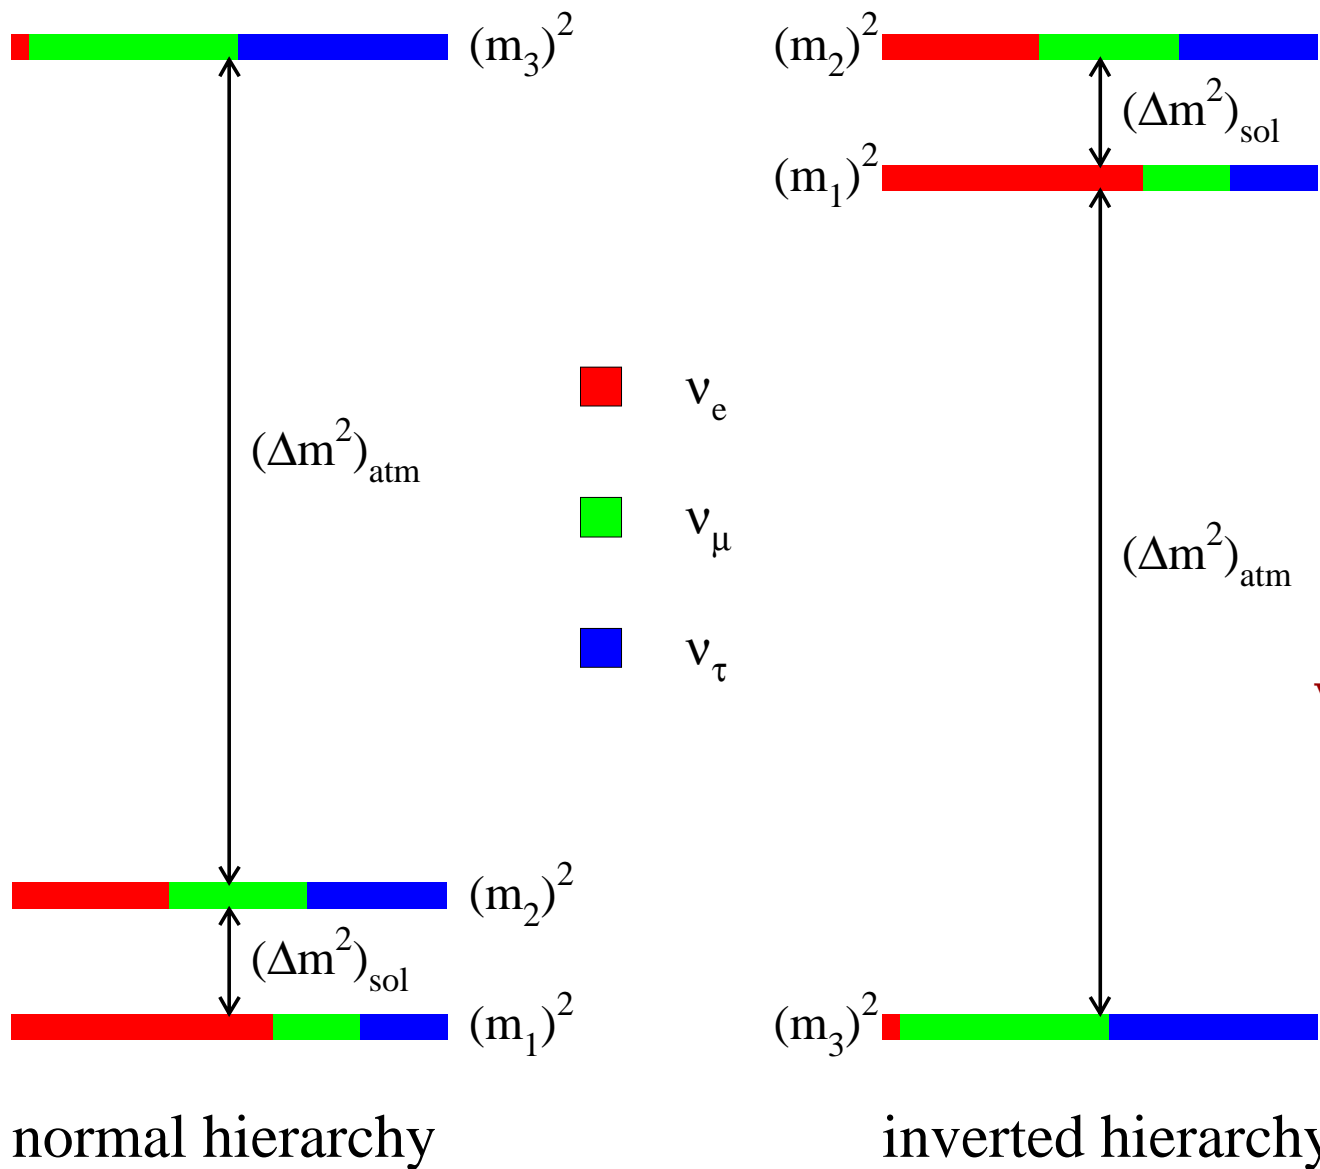 (m₃)²
(Δm²)atm
(m₂)²
(Δm²)sol
(m₁)²
normal hierarchy
νe
νμ
ντ
(m₂)²
(Δm²)sol
(m₁)²
(Δm²)atm
(m₃)²
inverted hierarchy